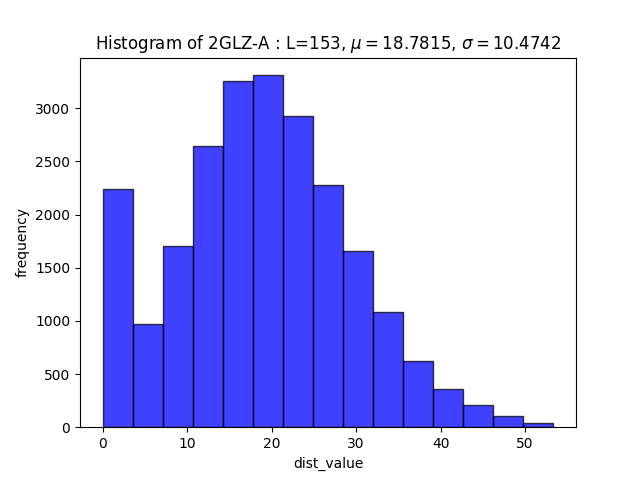 Histogram of 2GLZ-A : L=153, μ = 18.7815, σ = 10.4742
3000
2500
2000
1500
1000
500
0
frequency
0 10 20 30 40 50
dist_value